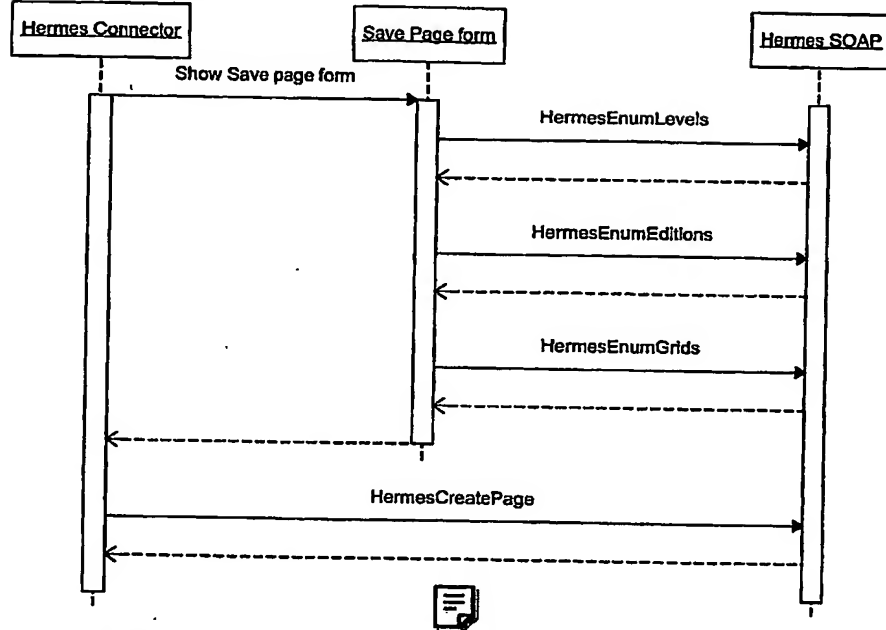 Hermes Connector
Save Page form
Hermes SOAP
Show Save page form
HermesEnumLevels
HermesEnumEditions
HermesEnumGrids
HermesCreatePage